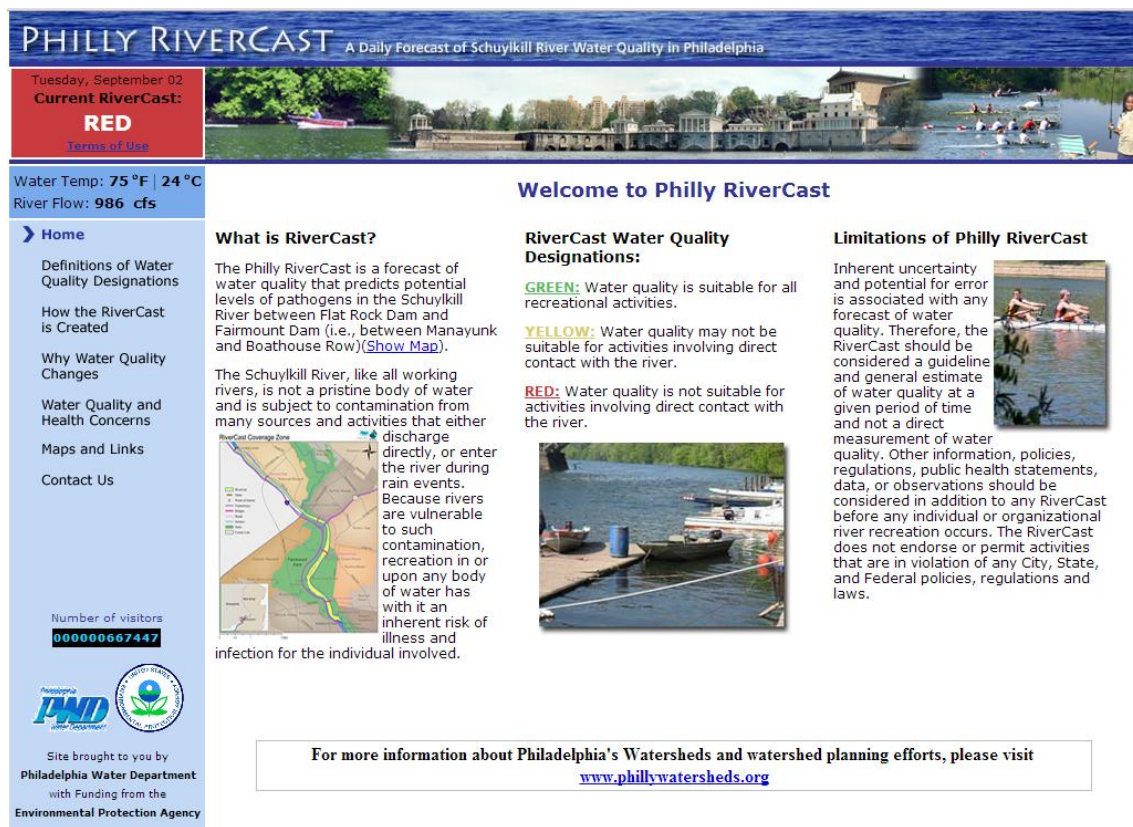 PHILLY RIVERCAST A Daily Forecast of Schuylkill River Water Quality in Philadelphia
Tuesday, September 02
Current RiverCast:
RED
Terms of Use
Water Temp: 75 °F | 24 °C
River Flow: 986 cfs
Home
Definitions of Water
Quality Designations
How the RiverCast
is Created
Why Water Quality
Changes
Water Quality and
Health Concerns
Maps and Links
Contact Us
Number of visitors
000000667447
Philadelphia
PWD
Water Department
Site brought to you by
Philadelphia Water Department
with Funding from the
Environmental Protection Agency
Welcome to Philly RiverCast
What is RiverCast?
The Philly RiverCast is a forecast of
water quality that predicts potential
levels of pathogens in the Schuylkill
River between Flat Rock Dam and
Fairmount Dam (i.e., between Manayunk
and Boathouse Row)(Show Map).
The Schuylkill River, like all working
rivers, is not a pristine body of water
and is subject to contamination from
many sources and activities that either
discharge
directly, or enter
the river during
rain events.
Because rivers
are vulnerable
to such
contamination,
recreation in or
upon any body
of water has
with it an
inherent risk of
illness and
infection for the individual involved.
RiverCast Coverage Zone
RiverCast Water Quality
Designations:
GREEN: Water quality is suitable for all
recreational activities.
YELLOW: Water quality may not be
suitable for activities involving direct
contact with the river.
RED: Water quality is not suitable for
activities involving direct contact with
the river.
Limitations of Philly RiverCast
Inherent uncertainty
and potential for error
is associated with any
forecast of water
quality. Therefore, the
RiverCast should be
considered a guideline
and general estimate
of water quality at a
given period of time
and not a direct
measurement of water
quality. Other information, policies,
regulations, public health statements,
data, or observations should be
considered in addition to any RiverCast
before any individual or organizational
river recreation occurs. The RiverCast
does not endorse or permit activities
that are in violation of any City, State,
and Federal policies, regulations and
laws.
For more information about Philadelphia's Watersheds and watershed planning efforts, please visit
www.phillywatersheds.org